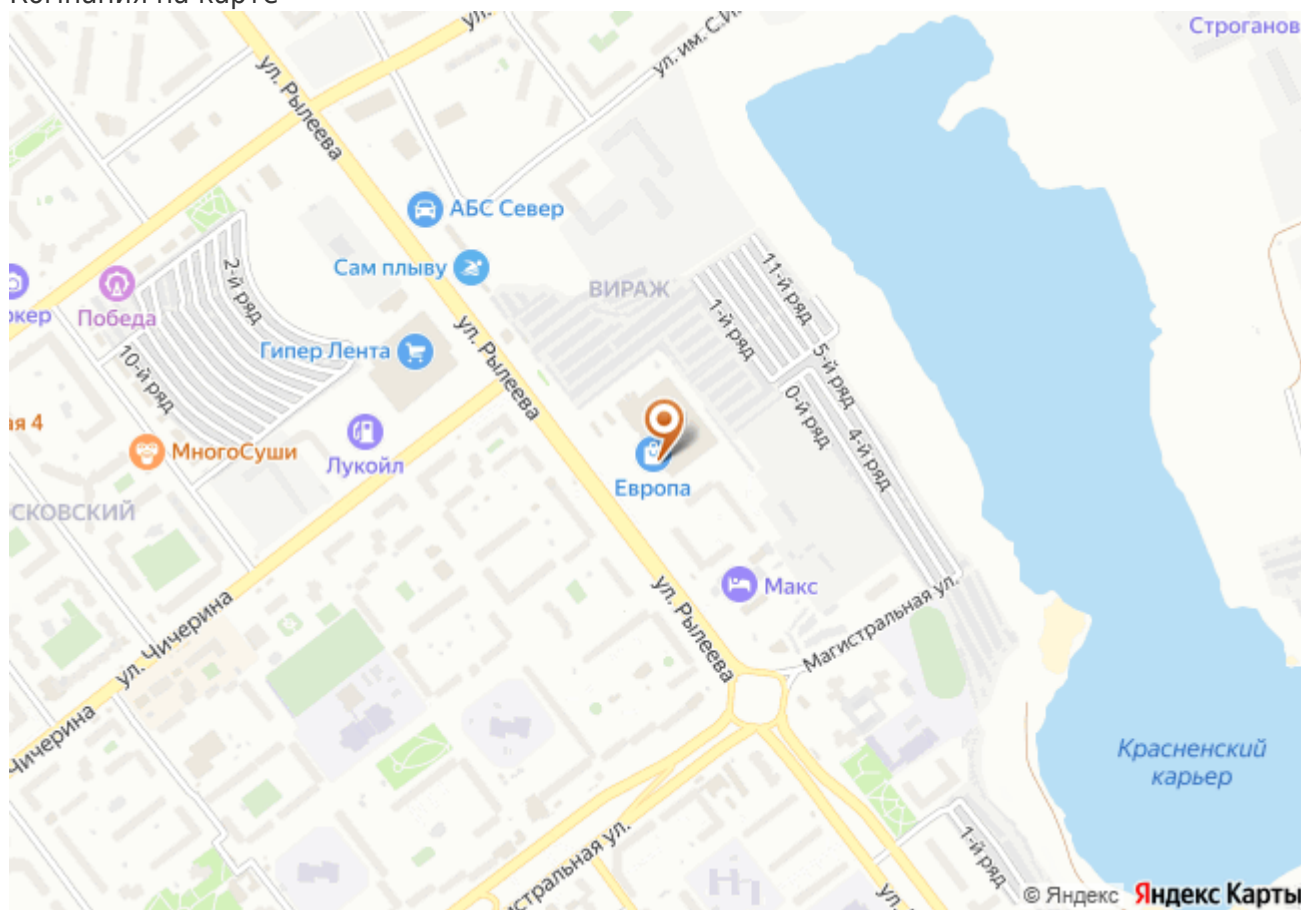 Компания на карте
ул.
ул. им. С.И.
Строганов
ул. Рылеева
АБС Север
Сам плыву
ВИРАЖ
11-й ряд
2-й ряд
Победа
1-й ряд
5-й ряд
Гипер Лента
ул. Рылеева
10-й ряд
0-й ряд
4-й ряд
МногоСуши
Лукойл
Европа
ул. Рылеева
Макс
Магистральная ул.
ул. Чичерина
Чичерина
Красненский
карьер
1-й ряд
ул.
© Яндекс Яндекс Карты